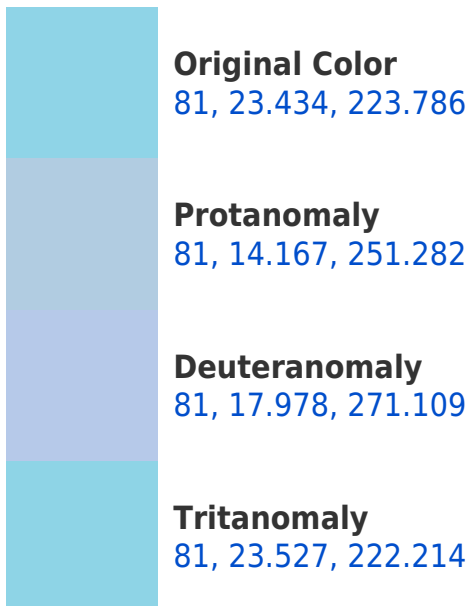 Original Color
81, 23.434, 223.786
Protanomaly
81, 14.167, 251.282
Deuteranomaly
81, 17.978, 271.109
Tritanomaly
81, 23.527, 222.214